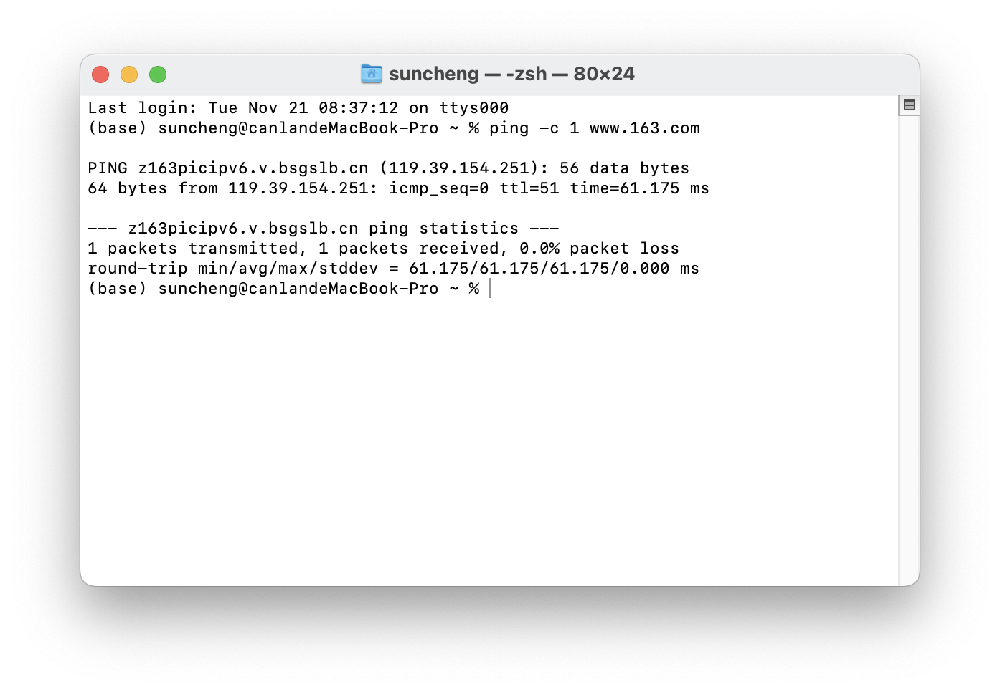 suncheng — -zsh — 80×24
Last login: Tue Nov 21 08:37:12 on ttys000
(base) suncheng@canlandeMacBook-Pro ~ % ping -c 1 www.163.com
PING z163picipv6.v.bsgslb.cn (119.39.154.251): 56 data bytes
64 bytes from 119.39.154.251: icmp_seq=0 ttl=51 time=61.175 ms
--- z163picipv6.v.bsgslb.cn ping statistics ---
1 packets transmitted, 1 packets received, 0.0% packet loss
round-trip min/avg/max/stddev = 61.175/61.175/61.175/0.000 ms
(base) suncheng@canlandeMacBook-Pro ~ %